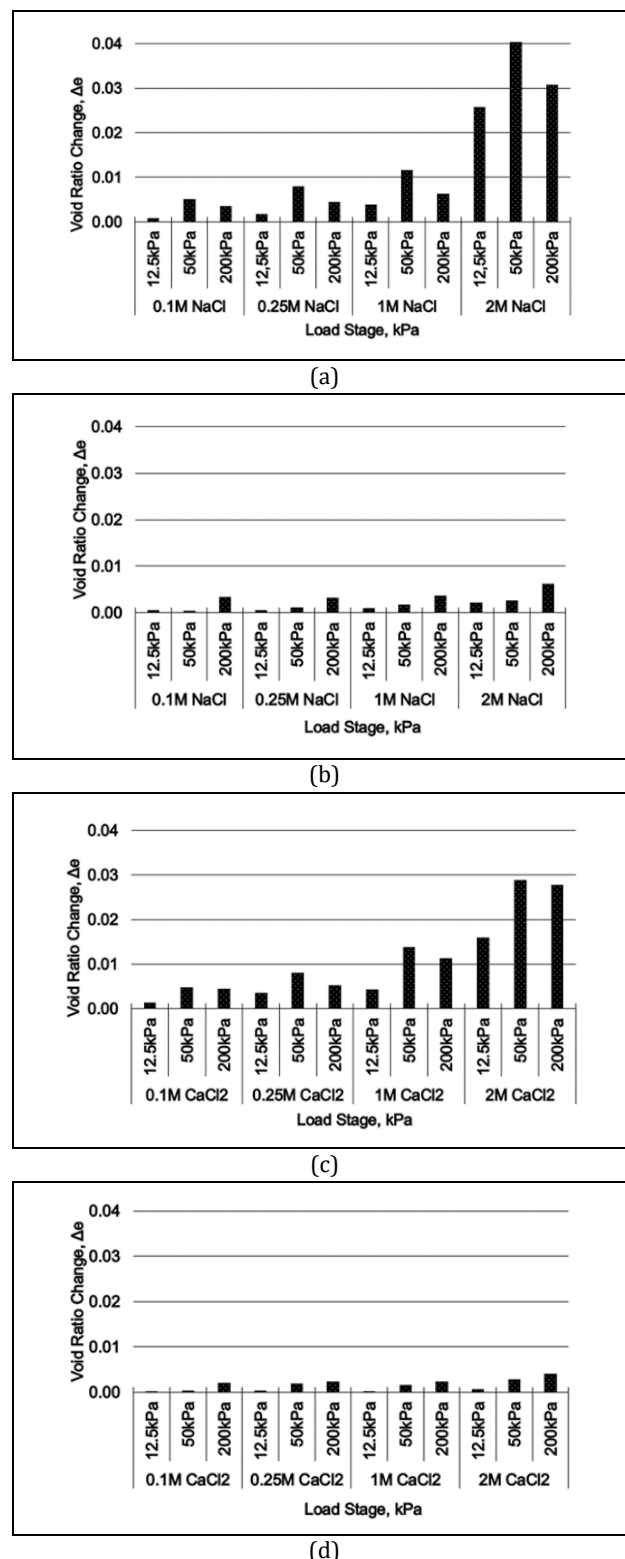 Void Ratio Change, Δe
0.04
0.03
0.02
0.01
0.00
12.5kPa
50kPa
200kPa
12,5kPa
50kPa
200kPa
12.5kPa
50kPa
200kPa
12,5kPa
50kPa
200kPa
0.1M NaCl 0.25M NaCl 1M NaCl 2M NaCl
Load Stage, kPa
(a)
Void Ratio Change, Δe
0.04
0.03
0.02
0.01
0.00
12.5kPa
50kPa
200kPa
12.5kPa
50kPa
200kPa
12.5kPa
50kPa
200kPa
12.5kPa
50kPa
200kPa
0.1M NaCl 0.25M NaCl 1M NaCl 2M NaCl
Load Stage, kPa
(b)
Void Ratio Change, Δe
0.04
0.03
0.02
0.01
0.00
12.5kPa
50kPa
200kPa
12.5kPa
50kPa
200kPa
12.5kPa
50kPa
200kPa
12.5kPa
50kPa
200kPa
0.1M CaCl2 0.25M CaCl2 1M CaCl2 2M CaCl2
Load Stage, kPa
(c)
Void Ratio Change, Δe
0.04
0.03
0.02
0.01
0.00
12.5kPa
50kPa
200kPa
12.5kPa
50kPa
200kPa
12.5kPa
50kPa
200kPa
12.5kPa
50kPa
200kPa
0.1M CaCl2 0.25M CaCl2 1M CaCl2 2M CaCl2
Load Stage, kPa
(d)